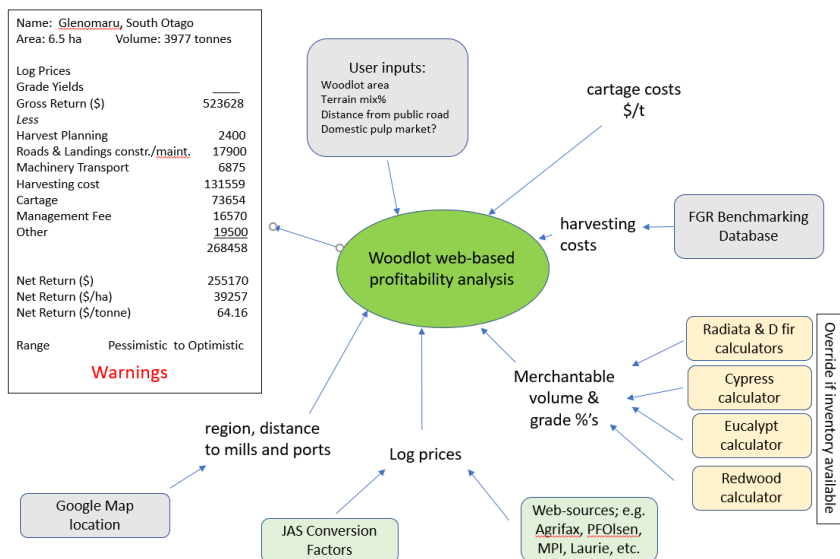 Name: Glenomaru, South Otago
Area: 6.5 ha Volume: 3977 tonnes
Log Prices
Grade Yields
Gross Return ($) 523628
Less
Harvest Planning 2400
Roads & Landings constr./maint. 17900
Machinery Transport 6875
Harvesting cost 131559
Cartage 73654
Management Fee 16570
Other 19500
268458
Net Return ($) 255170
Net Return ($/ha) 39257
Net Return ($/tonne) 64.16
Range Pessimistic to Optimistic
Warnings
User inputs:
Woodlot area
Terrain mix%
Distance from public road
Domestic pulp market?
cartage costs
$/t
harvesting
costs
FGR Benchmarking
Database
Woodlot web-based
profitability analysis
Radiata & D fir
calculators
Cypress
calculator
Eucalypt
calculator
Redwood
calculator
Override if inventory available
Merchantable
volume &
grade %'s
region, distance
to mills and ports
Log prices
Google Map
location
JAS Conversion
Factors
Web-sources; e.g.
Agrifax, PFOlsen,
MPI, Laurie, etc.